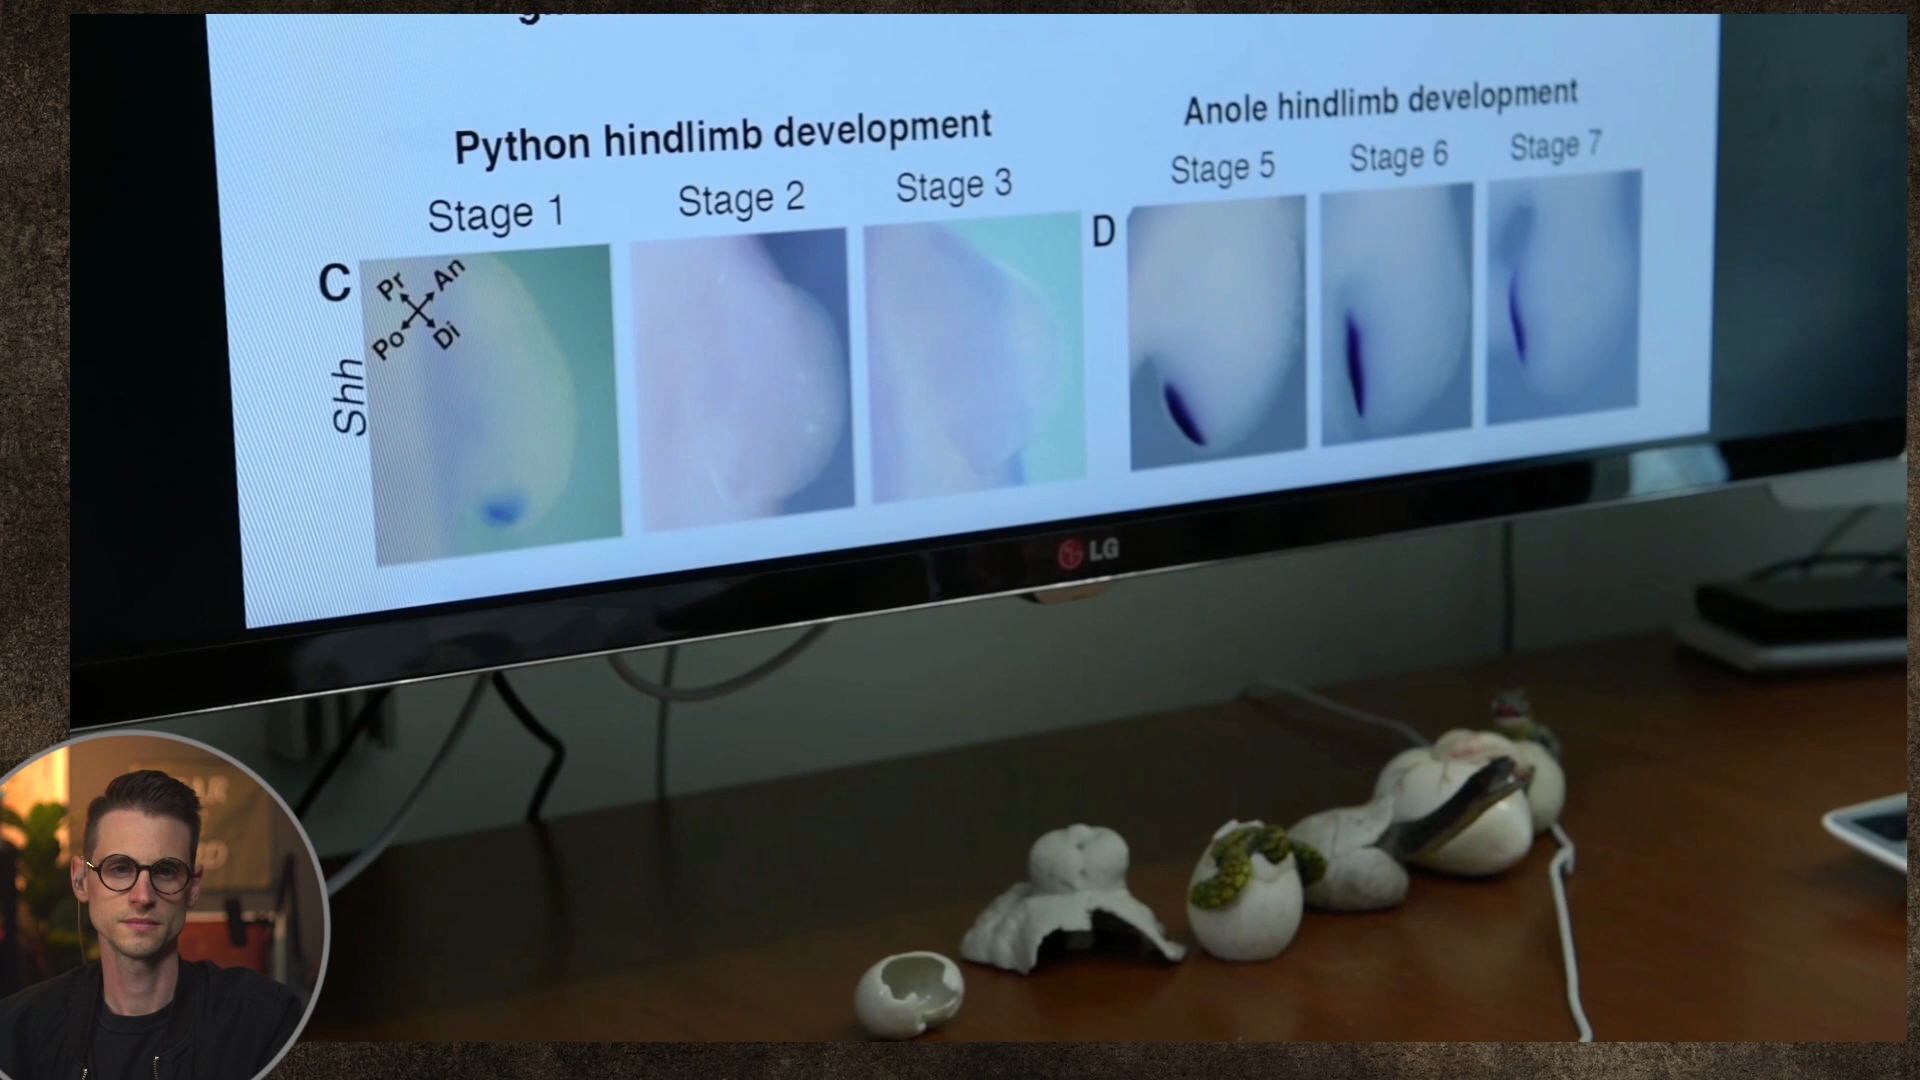 Python hindlimb development
Anole hindlimb development
Stage 1
Stage 2
Stage 3
Stage 5
Stage 6
Stage 7
C
D
Pr
An
Po
Di
Shh
LG